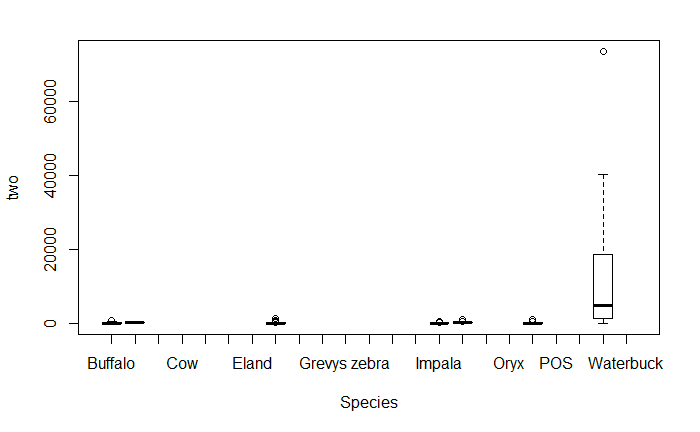 60000
40000
20000
0
two
Buffalo Cow Eland Grevys zebra Impala Oryx POS Waterbuck
Species